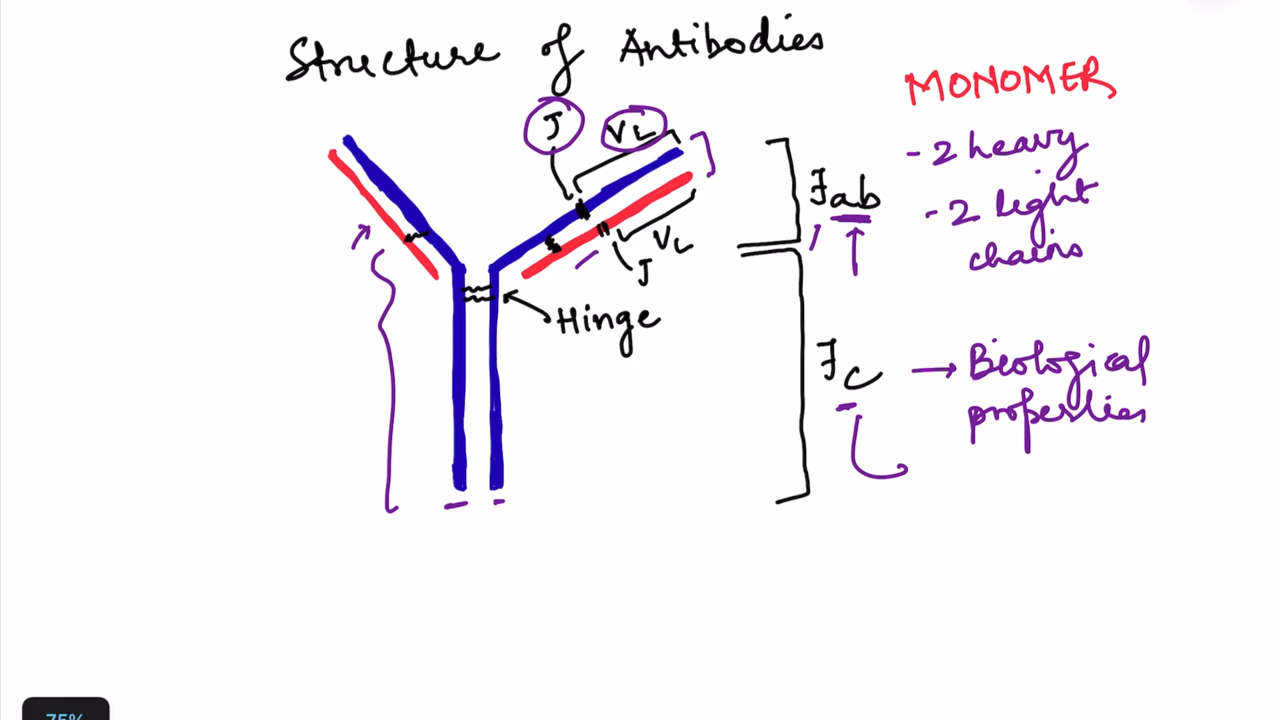 Structure of Antibodies
MONOMER
- 2 heavy
- 2 light
chains
J
VL
Fab
VL
J
Hinge
Fc → Biological
properties